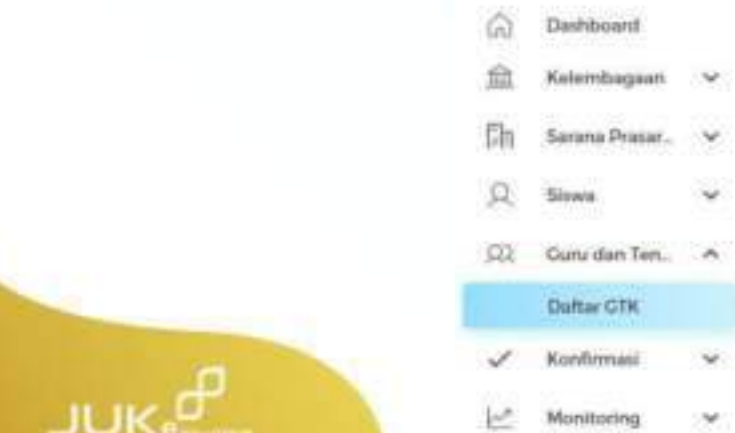 Dashboard
Kelembagaan
Sarana Prasar..
Siswa
Guru dan Ten..
Daftar GTK
Konfirmasi
Monitoring
JUK e